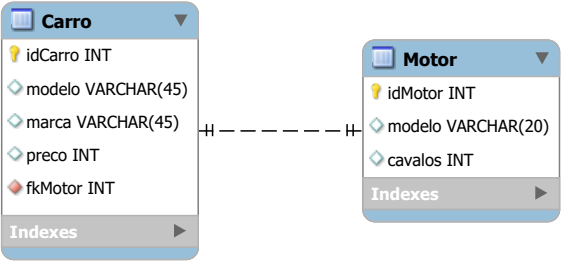 Carro
idCarro INT
modelo VARCHAR(45)
marca VARCHAR(45)
preco INT
fkMotor INT
Indexes
Motor
idMotor INT
modelo VARCHAR(20)
cavalos INT
Indexes